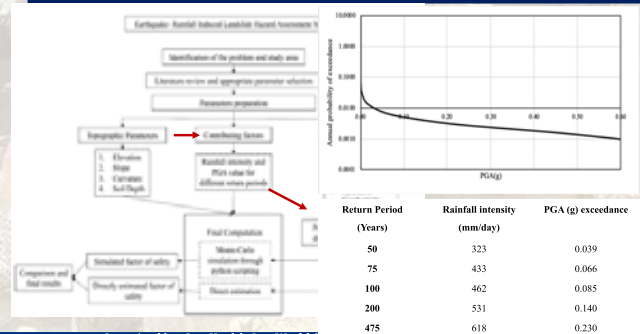 Earthquake- Rainfall Induced Landslide Hazard Assessment
Identification of the problem and study area
Literature review and appropriate parameter selection
Parameters preparation
Topographic Parameters
Contributing factors
1. Elevation
2. Slope
3. Curvature
4. Soil Depth
Rainfall intensity and
PGA value for
different return periods
Final Computation
Monte-Carlo
simulation through
python scripting
Direct estimation
Simulated factor of safety
Directly estimated factor of
safety
Comparison and
final results
Annual probability of exceedance
10.0000
1.0000
0.1000
0.0100
0.0010
0.0001
0.00 0.10 0.20 0.30 0.40 0.50 0.60
PGA(g)
Return Period Rainfall intensity PGA (g) exceedance
(Years) (mm/day)
50 323 0.039
75 433 0.066
100 462 0.085
200 531 0.140
475 618 0.230